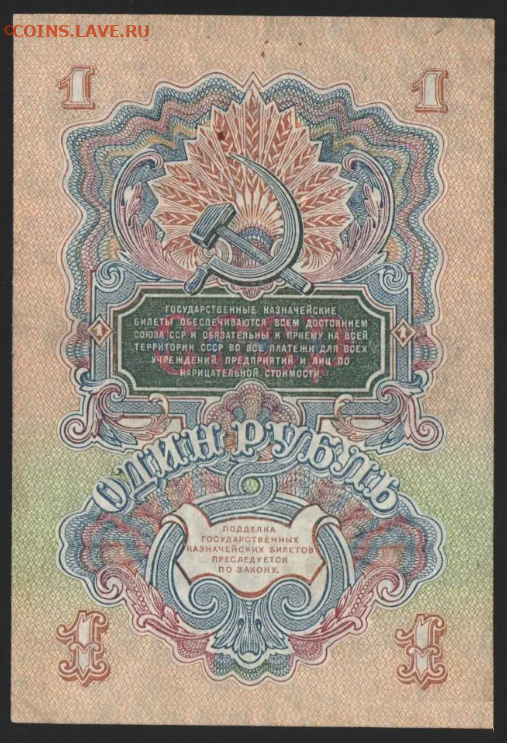 COINS.LAVE.RU
1 1
ГОСУДАРСТВЕННЫЕ КАЗНАЧЕЙСКИЕ
БИЛЕТЫ ОБЕСПЕЧИВАЮТСЯ ВСЕМ ДОСТОЯНИЕМ
СОЮЗА ССР И ОБЯЗАТЕЛЬНЫ К ПРИЕМУ НА ВСЕЙ
ТЕРРИТОРИИ СССР ВО ВСЕ ПЛАТЕЖИ ДЛЯ ВСЕХ
УЧРЕЖДЕНИЙ, ПРЕДПРИЯТИЙ И ЛИЦ ПО
НАРИЦАТЕЛЬНОЙ СТОИМОСТИ.
1 1
ОДИН РУБЛЬ
ПОДДЕЛКА
ГОСУДАРСТВЕННЫХ
КАЗНАЧЕЙСКИХ БИЛЕТОВ
ПРЕСЛЕДУЕТСЯ
ПО ЗАКОНУ.
1 1